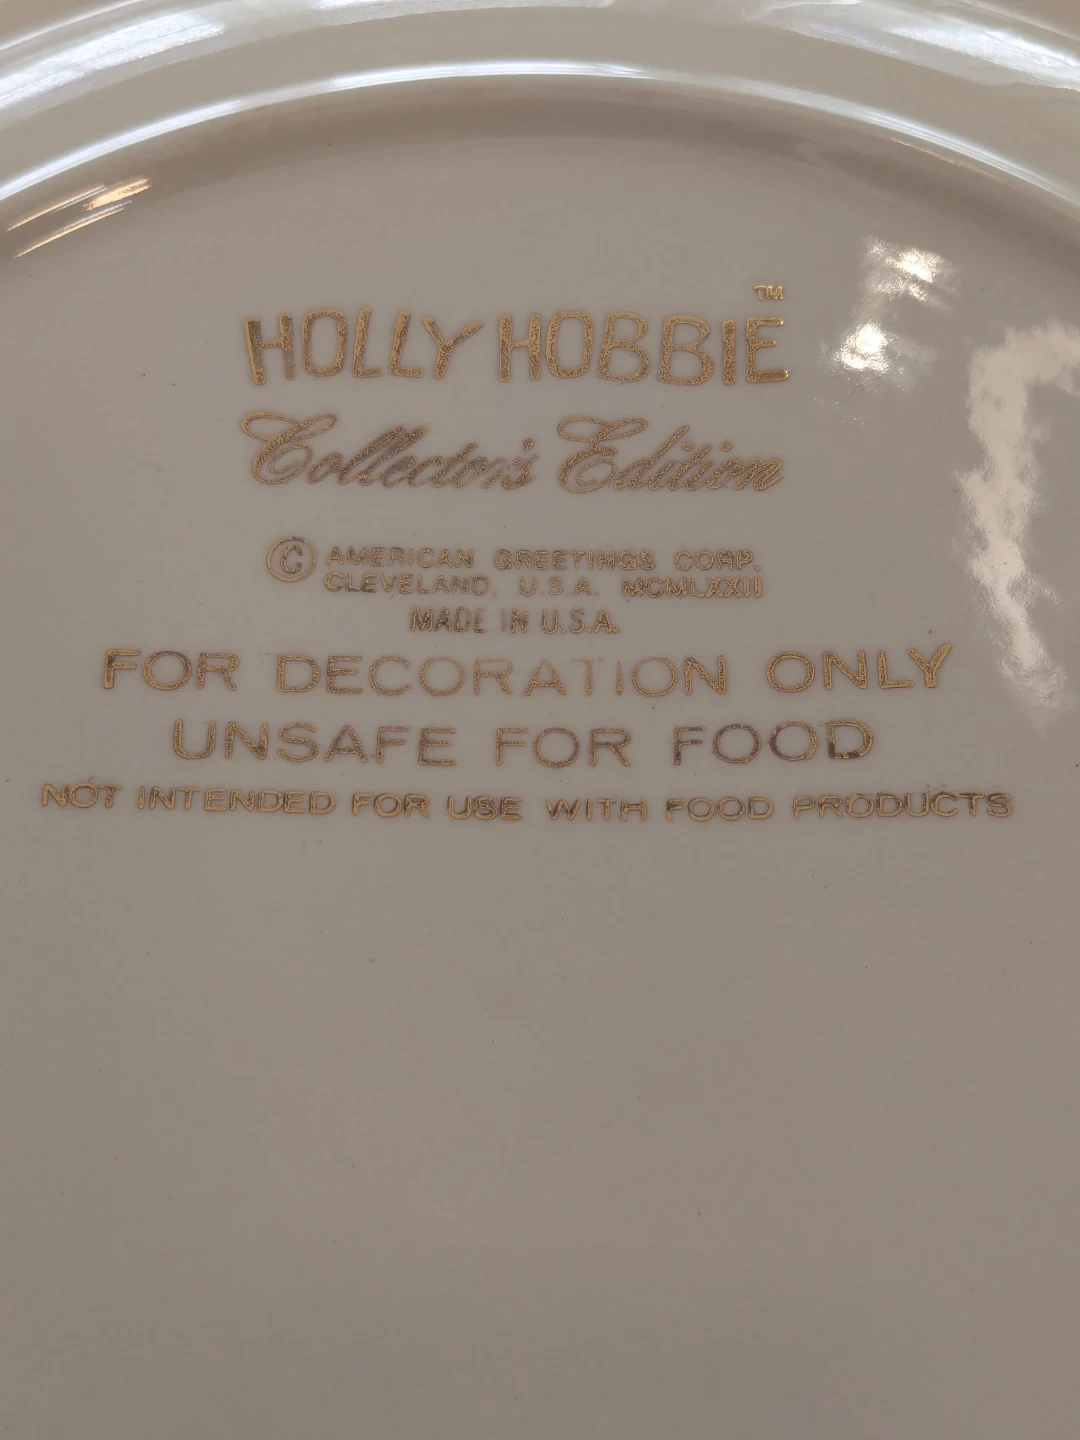 HOLLY HOBBIE™
Collector's Edition
© AMERICAN GREETINGS CORP.
CLEVELAND, U.S.A. MCMLXXII
MADE IN U.S.A.
FOR DECORATION ONLY
UNSAFE FOR FOOD
NOT INTENDED FOR USE WITH FOOD PRODUCTS